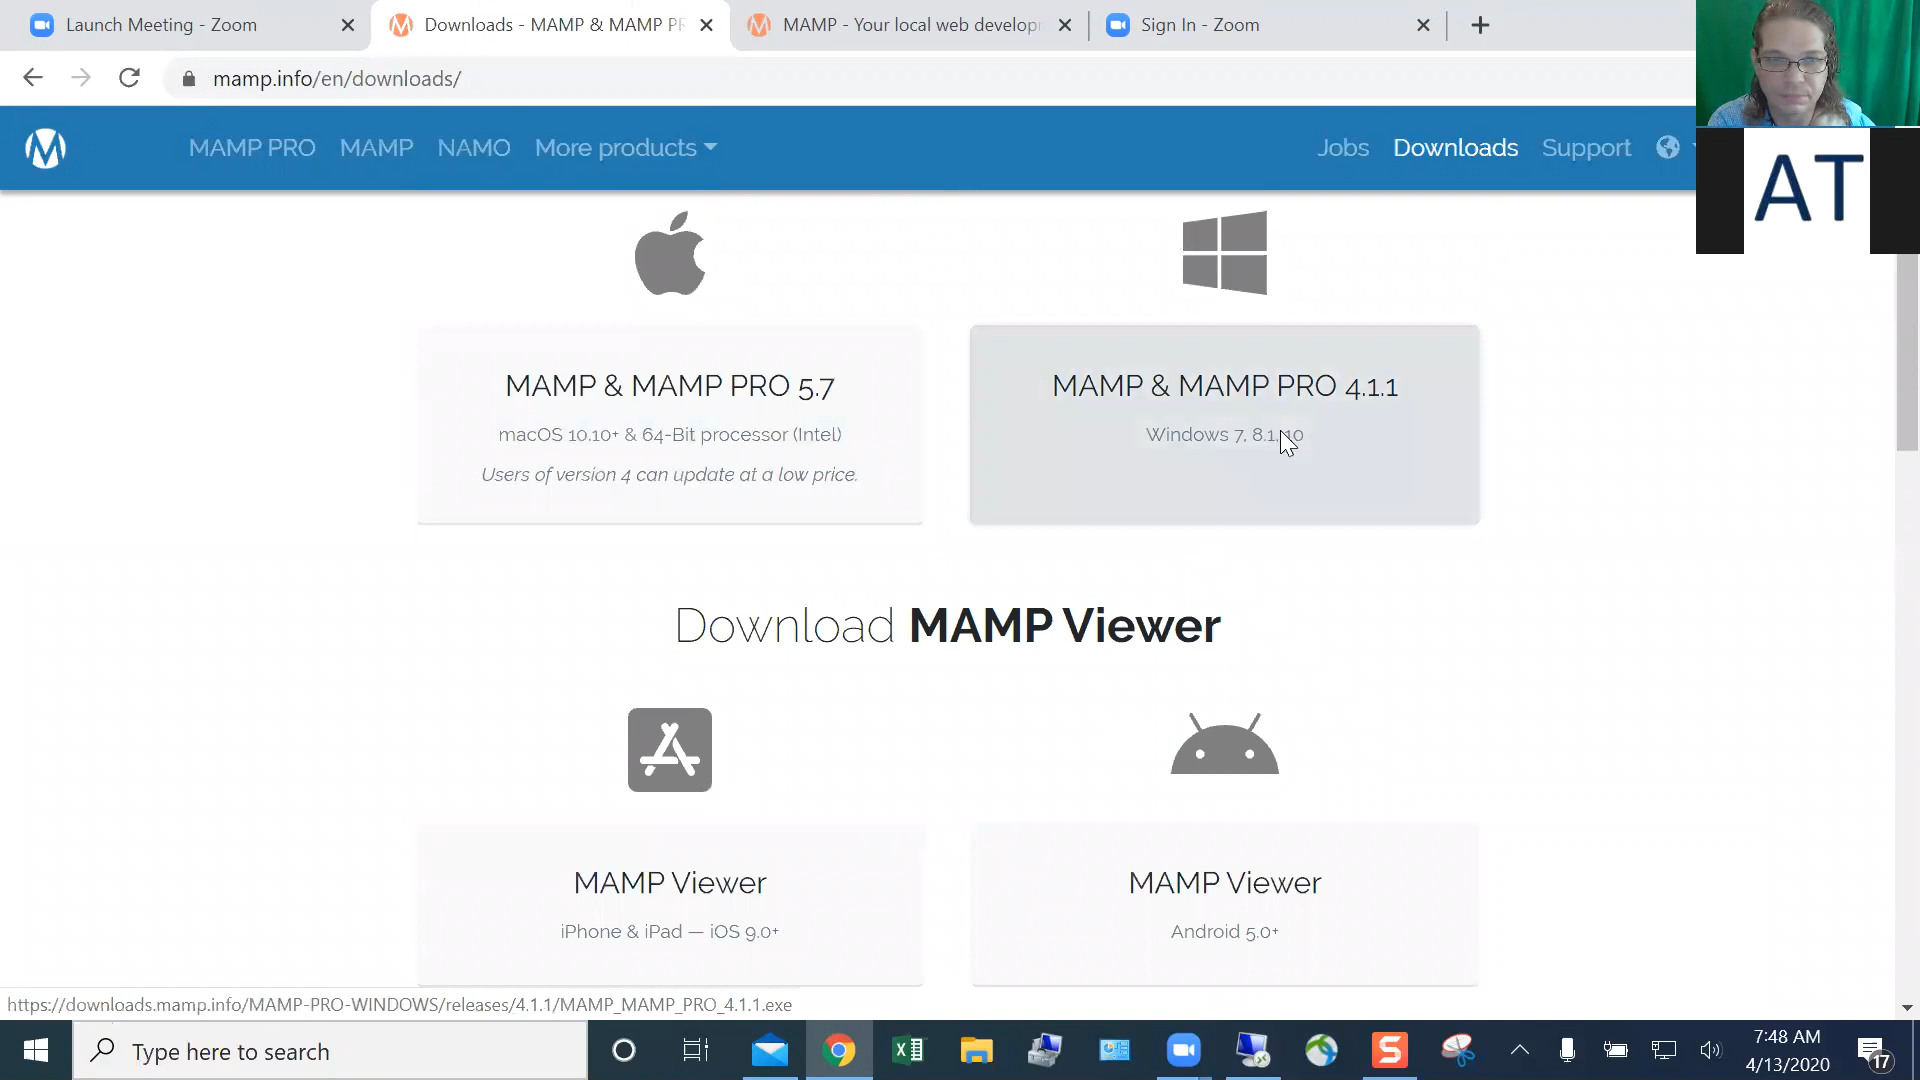 Launch Meeting - Zoom
Downloads - MAMP & MAMP PR
MAMP - Your local web developm
Sign In - Zoom
mamp.info/en/downloads/
MAMP PRO
MAMP
NAMO
More products
Jobs
Downloads
Support
AT
MAMP & MAMP PRO 5.7
macOS 10.10+ & 64-Bit processor (Intel)
Users of version 4 can update at a low price.
MAMP & MAMP PRO 4.1.1
Windows 7, 8.1, 10
Download MAMP Viewer
MAMP Viewer
iPhone & iPad — iOS 9.0+
MAMP Viewer
Android 5.0+
https://downloads.mamp.info/MAMP-PRO-WINDOWS/releases/4.1.1/MAMP_MAMP_PRO_4.1.1.exe
Type here to search
7:48 AM
4/13/2020
17